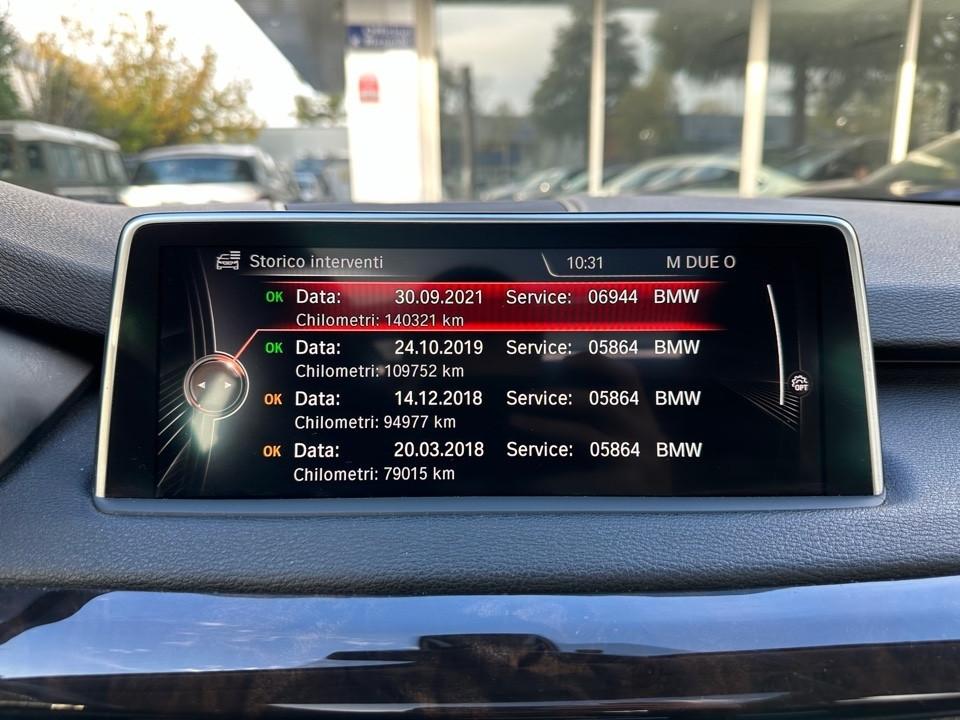 Storico interventi 10:31 M DUE O
OK Data: 30.09.2021 Service: 06944 BMW
Chilometri: 140321 km
OK Data: 24.10.2019 Service: 05864 BMW
Chilometri: 109752 km
OK Data: 14.12.2018 Service: 05864 BMW
Chilometri: 94977 km
OK Data: 20.03.2018 Service: 05864 BMW
Chilometri: 79015 km
OPT